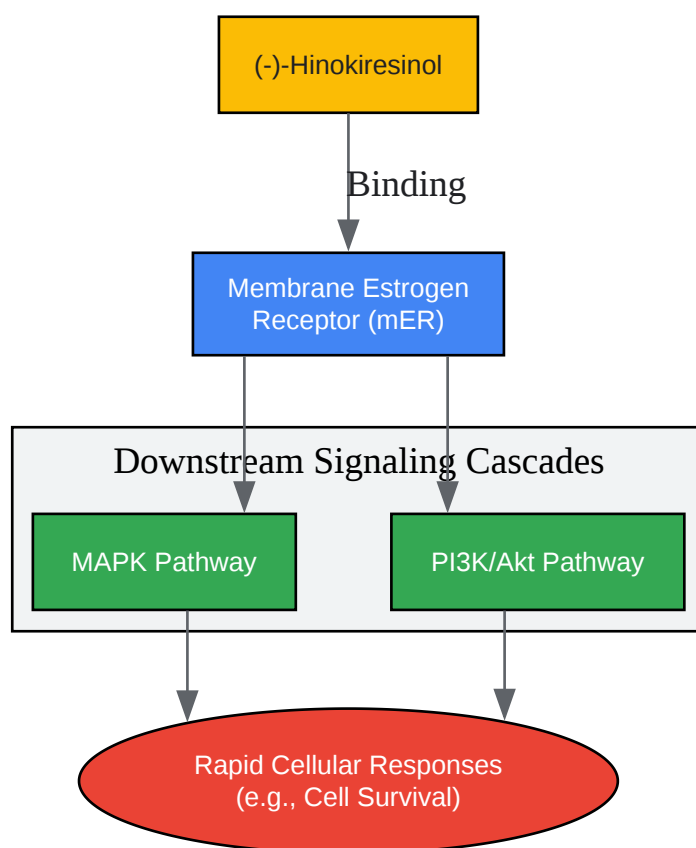 (-)-Hinokiresinol
Binding
Membrane Estrogen
Receptor (mER)
Downstream Signaling Cascades
MAPK Pathway
PI3K/Akt Pathway
Rapid Cellular Responses
(e.g., Cell Survival)